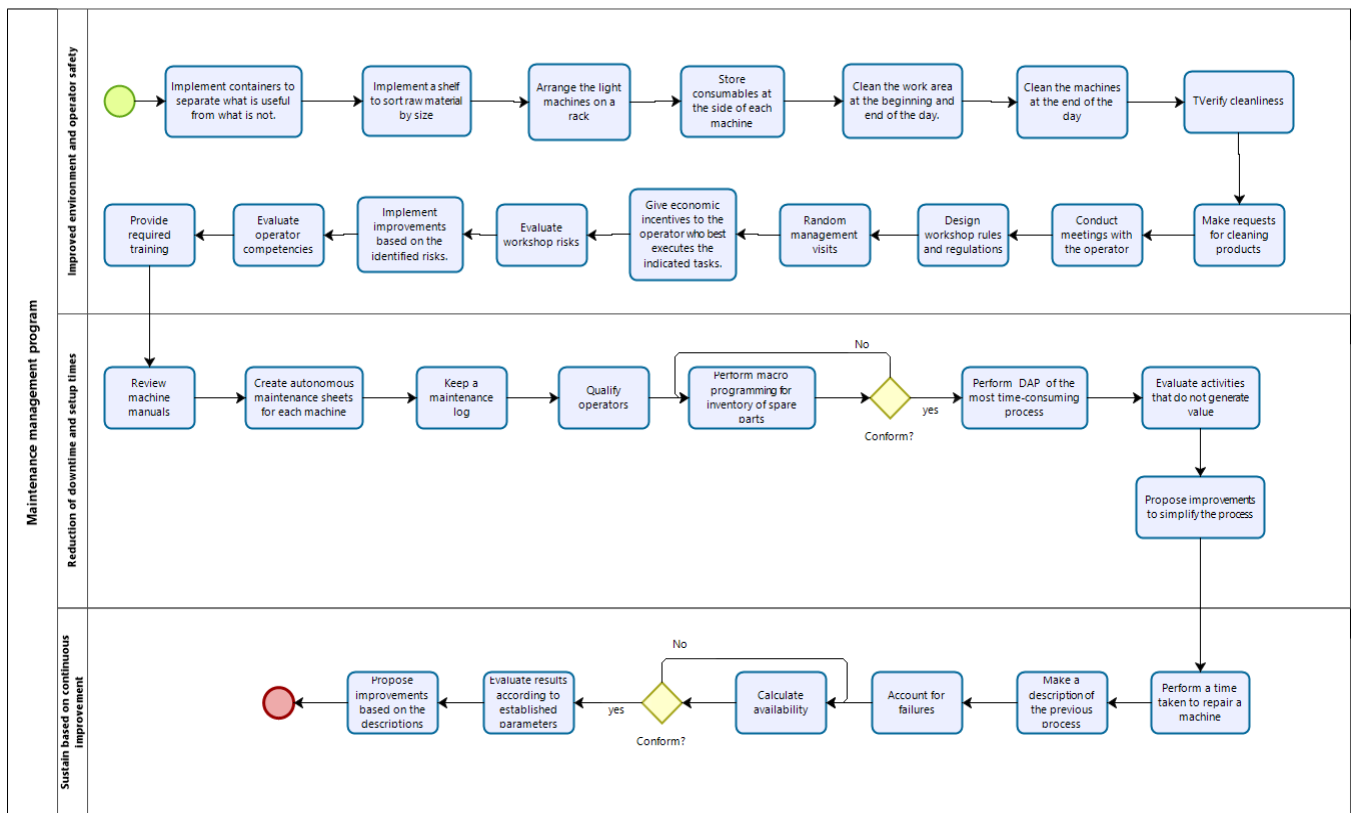 Maintenance management program
Improved environment and operator safety
Implement containers to
separate what is useful
from what is not.
Implement a shelf
to sort raw material
by size
Arrange the light
machines on a
rack
Store
consumables at
the side of each
machine
Clean the work area
at the beginning and
end of the day.
Clean the machines
at the end of the
day
TVerify cleanliness
Make requests
for cleaning
products
Conduct
meetings with
the operator
Design
workshop rules
and regulations
Random
management
visits
Give economic
incentives to the
operator who best
executes the
indicated tasks.
Evaluate
workshop risks
Implement
improvements
based on the
identified risks.
Evaluate
operator
competencies
Provide
required
training
Reduction of downtime and setup times
Review
machine
manuals
Create autonomous
maintenance sheets
for each machine
Keep a
maintenance
log
Qualify
operators
Perform macro
programming for
inventory of spare
parts
No
Conform?
yes
Perform DAP of the
most time-consuming
process
Evaluate activities
that do not generate
value
Propose improvements
to simplify the process
Sustain based on continuous
improvement
Perform a time
taken to repair a
machine
Make a
description of
the previous
process
Account for
failures
Calculate
availability
No
Conform?
yes
Evaluate results
according to
established
parameters
Propose
improvements
based on the
descriptions